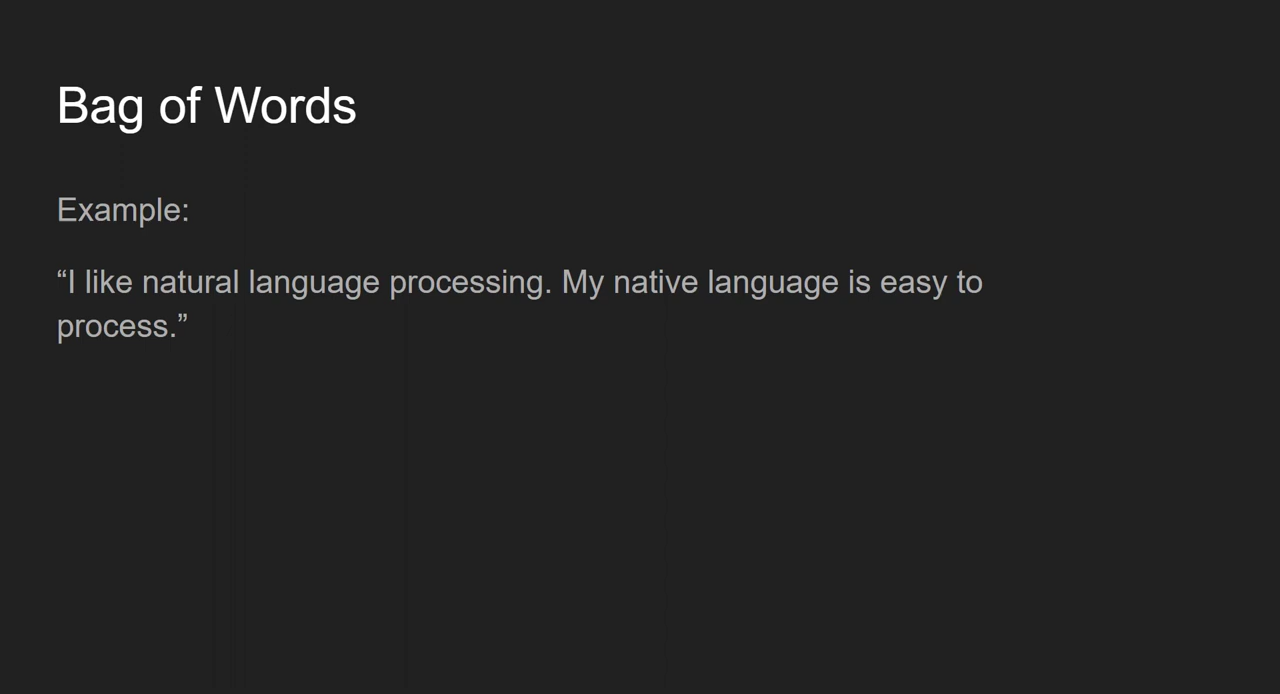 Bag of Words
Example:
“I like natural language processing. My native language is easy to
process.”